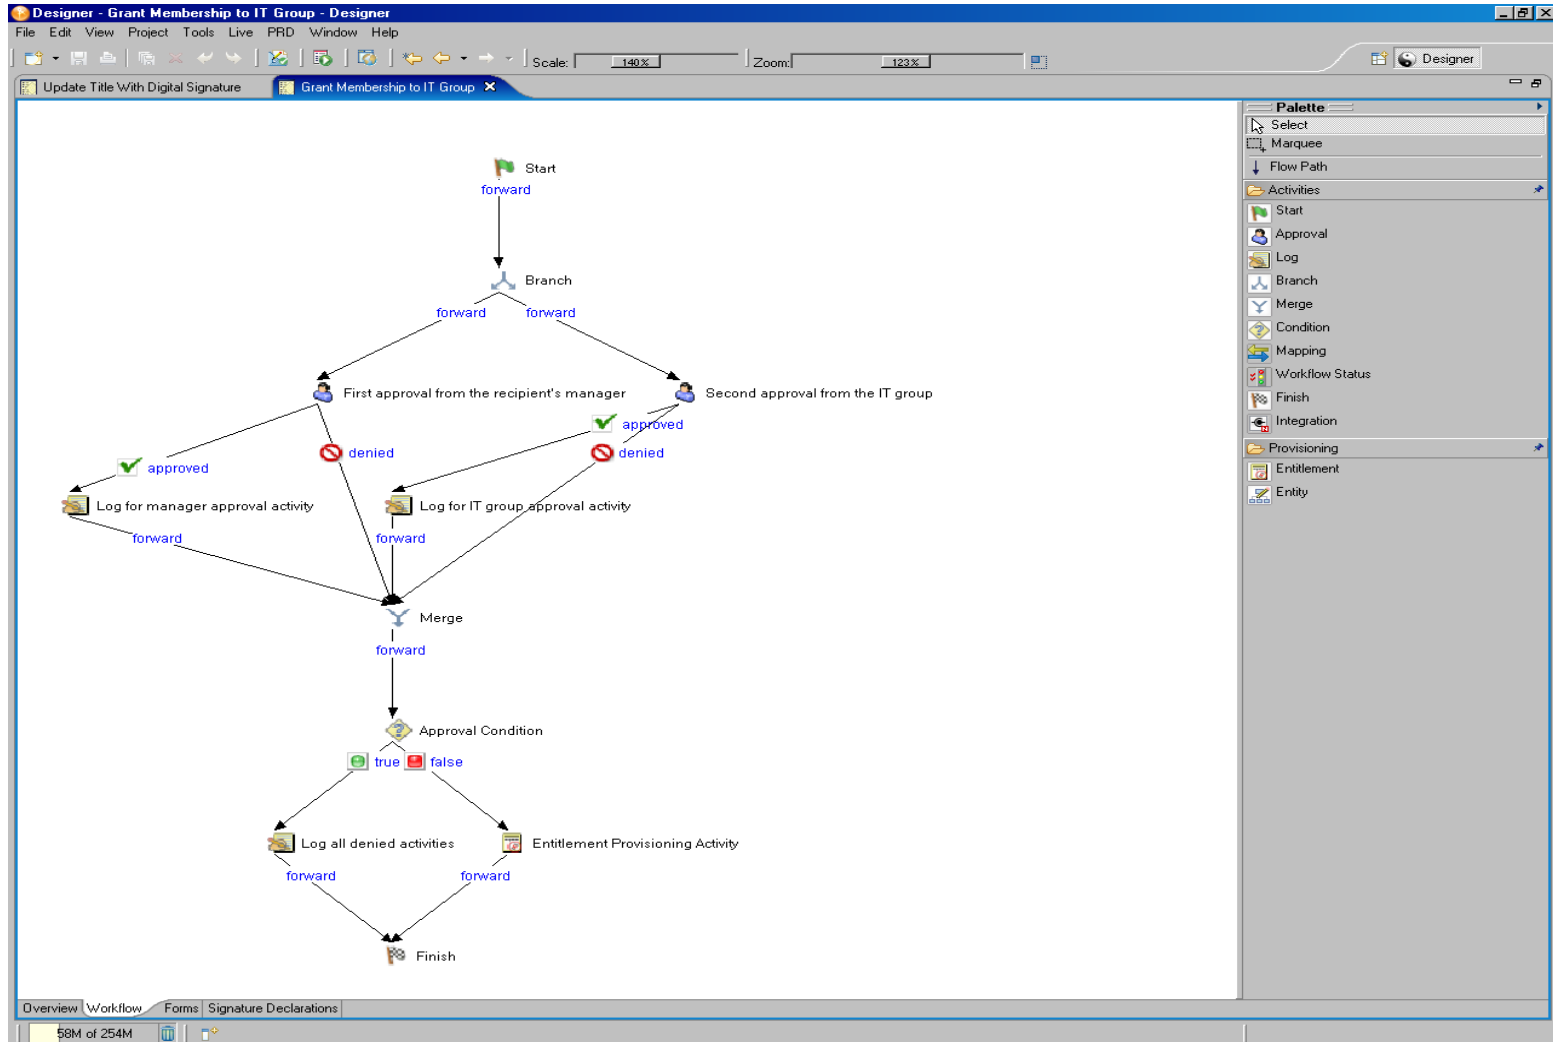 Designer - Grant Membership to IT Group - Designer
File Edit View Project Tools Live PRD Window Help
Scale: 140% Zoom: 123% Designer
Update Title With Digital Signature Grant Membership to IT Group
Palette
Select
Marquee
Flow Path
Activities
Start
Approval
Log
Branch
Merge
Condition
Mapping
Workflow Status
Finish
Integration
Provisioning
Entitlement
Entity
Start
forward
Branch
forward forward
First approval from the recipient's manager Second approval from the IT group
approved
denied denied
approved
Log for manager approval activity Log for IT group approval activity
forward forward
Merge
forward
Approval Condition
true false
Log all denied activities Entitlement Provisioning Activity
forward forward
Finish
Overview Workflow Forms Signature Declarations
58M of 254M